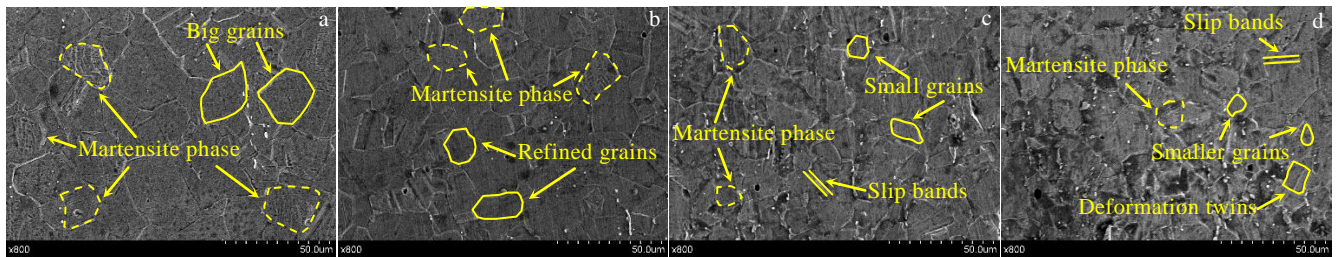 a
Big grains
Martensite phase
x800
50.0um
b
Martensite phase
Refined grains
x800
50.0um
c
Small grains
Martensite phase
Slip bands
x800
50.0um
d
Slip bands
Martensite phase
Smaller grains
Deformation twins
x800
50.0um